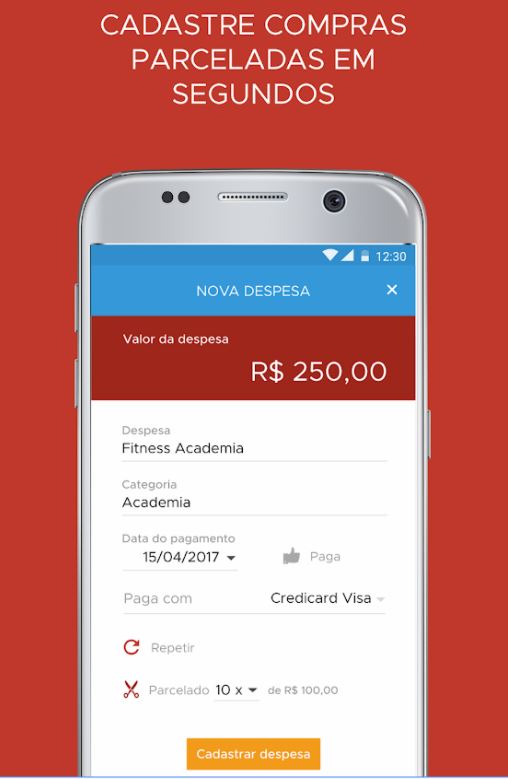 CADASTRE COMPRAS
PARCELADAS EM
SEGUNDOS
12:30
NOVA DESPESA ×
Valor da despesa
R$ 250,00
Despesa
Fitness Academia
Categoria
Academia
Data do pagamento
15/04/2017 Paga
Paga com Credicard Visa
Repetir
Parcelado 10 x de R$ 100,00
Cadastrar despesa